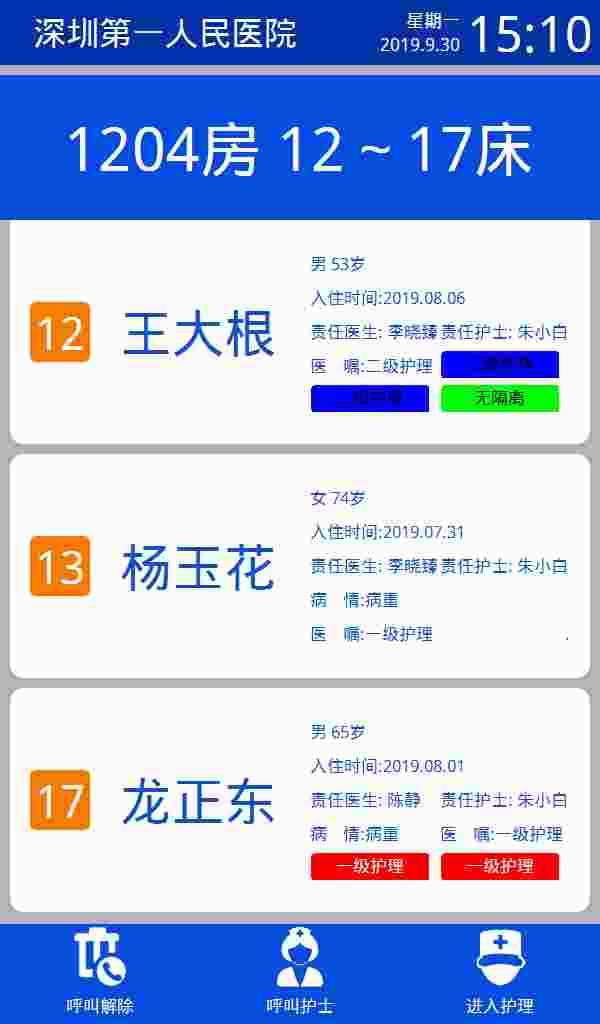 深圳第一人民医院
星期一
2019.9.30
15:10
1204房 12 ~ 17床
12
王大根
男 53岁
入住时间:2019.08.06
责任医生: 李晓臻 责任护士: 朱小白
医 嘱:二级护理
无隔离
13
杨玉花
女 74岁
入住时间:2019.07.31
责任医生: 李晓臻 责任护士: 朱小白
病 情:病重
医 嘱:一级护理
17
龙正东
男 65岁
入住时间:2019.08.01
责任医生: 陈静 责任护士: 朱小白
病 情:病重 医 嘱:一级护理
一级护理 一级护理
呼叫解除 呼叫护士 进入护理